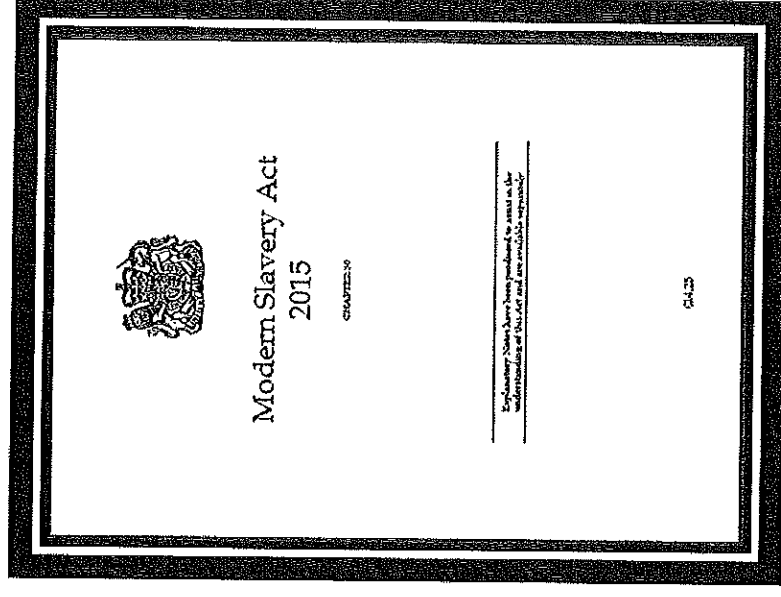 Modern Slavery Act
2015
CHAPTER 30
Explanatory Notes have been produced to assist in the
understanding of this Act and are available separately
£14.25